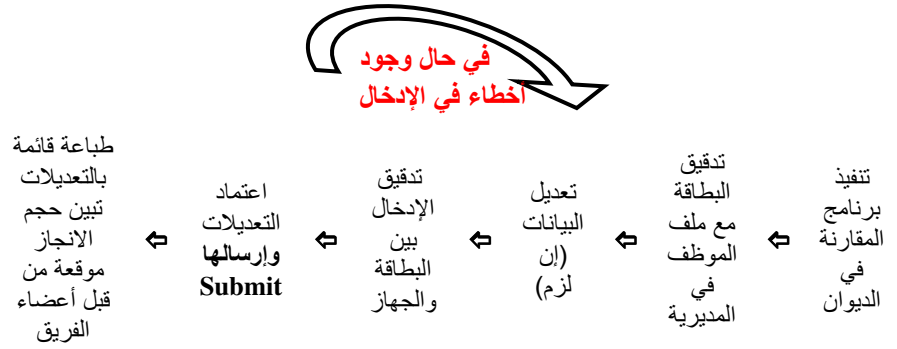 في حال وجود
أخطاء في الإدخال
تنفيذ
برنامج
المقارنة
في
الديوان
تدقيق
البطاقة
مع ملف
الموظف
في
المديرية
تعديل
البيانات
(إن
لزم)
تدقيق
الإدخال
بين
البطاقة
والجهاز
اعتماد
التعديلات
وإرسالها
Submit
طباعة قائمة
بالتعديلات
تبين حجم
الانجاز
موقعة من
قبل أعضاء
الفريق